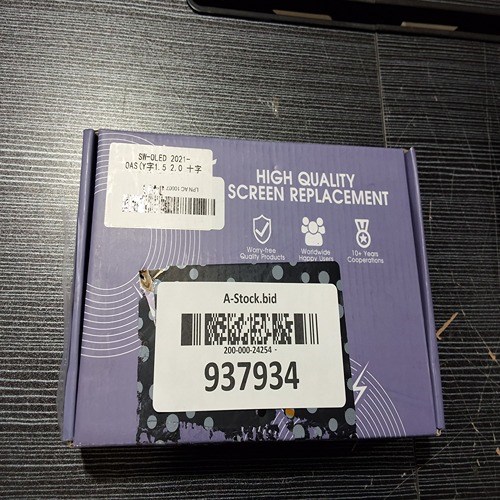 SW-OLED 2021-
OAS(Y字1.5 2.0 十字
HIGH QUALITY
SCREEN REPLACEMENT
Worry-free
Quality Products
Worldwide
Happy Users
10+ Years
Cooperations
A-Stock.bid
200-000-24254 -
937934